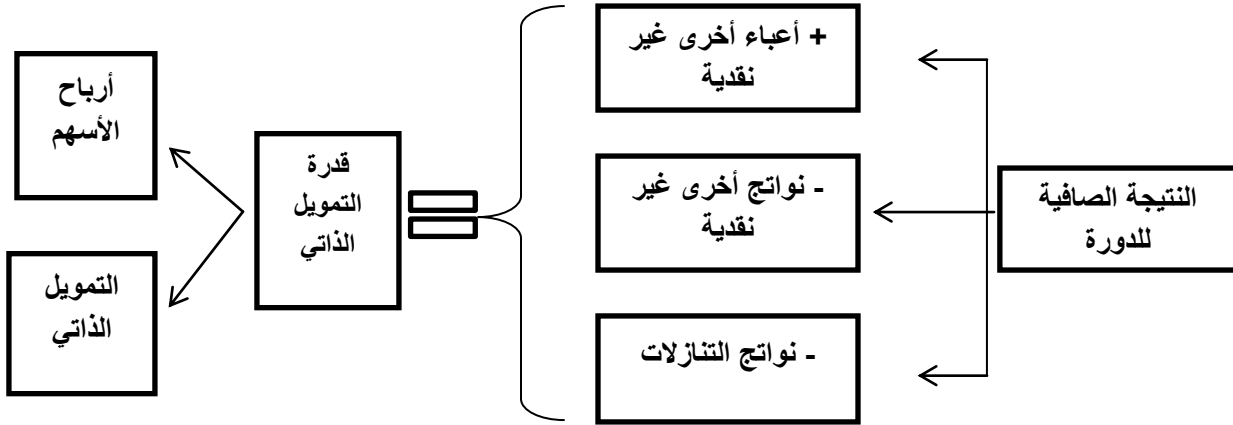 النتيجة الصافية
للدورة
+ أعباء أخرى غير
نقدية
- نواتج أخرى غير
نقدية
- نواتج التنازلات
قدرة
التمويل
الذاتي
أرباح
الأسهم
التمويل
الذاتي